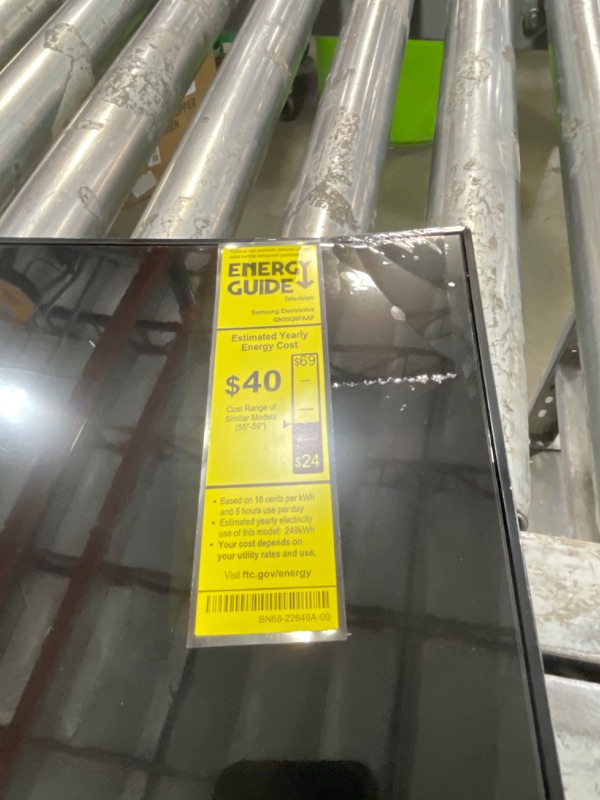 ENERGY
GUIDE
Television
Samsung Electronics
QN55Q8FAAF
Estimated Yearly
Energy Cost
$69
$40
Cost Range of
Similar Models
(55"-59")
$24
• Based on 16 cents per kWh
and 5 hours use per day
• Estimated yearly electricity
use of this model: 249kWh
• Your cost depends on
your utility rates and use.
Visit ftc.gov/energy
BN68-22649A-00